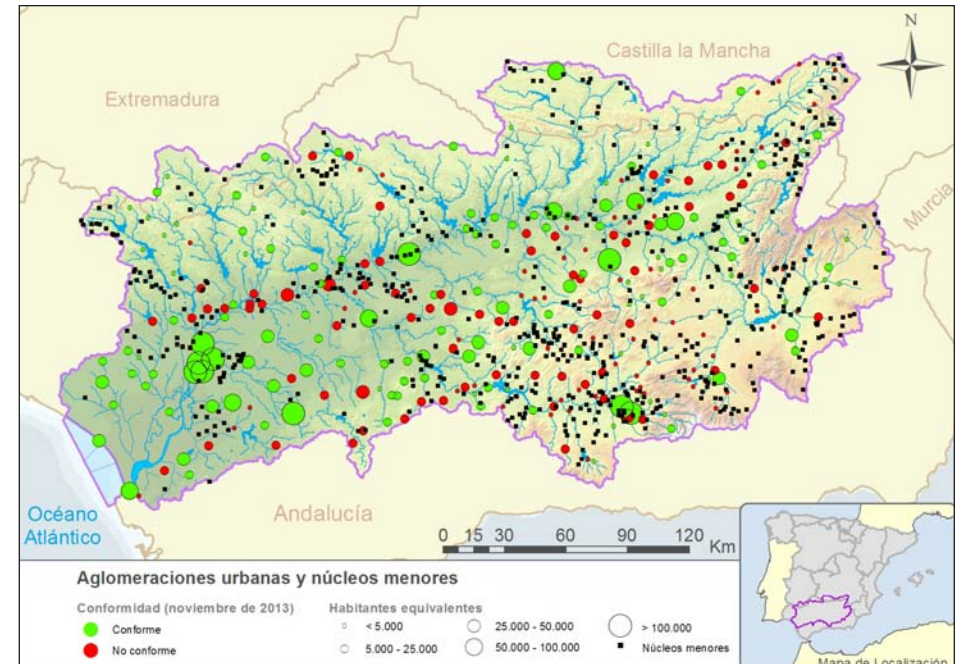 Castilla la Mancha
N
Extremadura
Murcia
Océano
Atlántico
Andalucía
0 15 30 60 90 120
Km
Aglomeraciones urbanas y núcleos menores
Conformidad (noviembre de 2013)
Conforme
No conforme
Habitantes equivalentes
< 5.000
5.000 - 25.000
25.000 - 50.000
50.000 - 100.000
> 100.000
Núcleos menores
Mapa de Localización